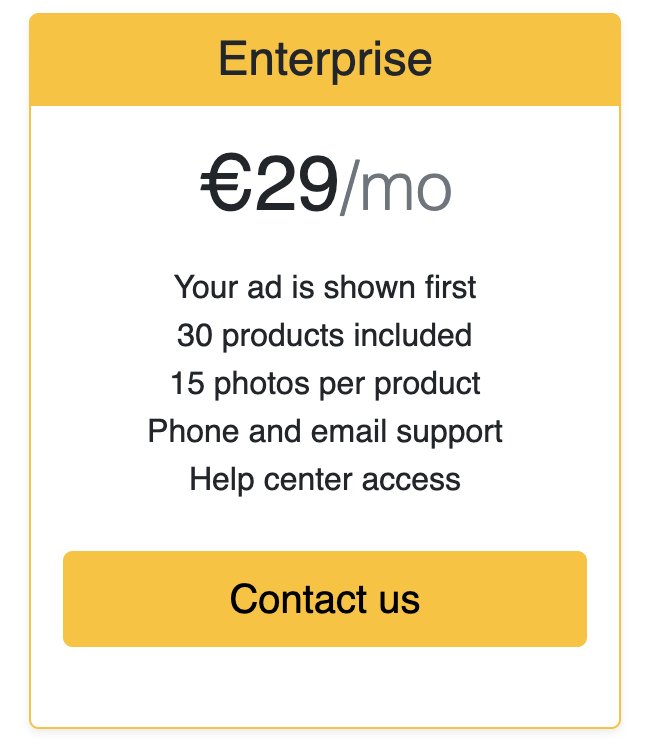 Enterprise
€29/mo
Your ad is shown first
30 products included
15 photos per product
Phone and email support
Help center access
Contact us